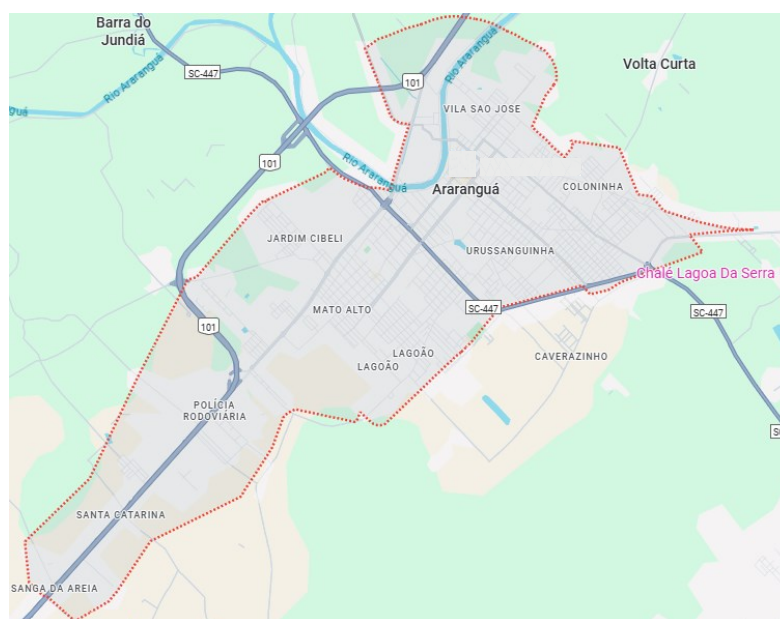 Barra do
Jundiá
SC-447
Rio Araranguá
guá
101
Rio Araranguá
Volta Curta
VILA SAO JOSE
101
Rio Araranguá
Araranguá
COLONINHA
JARDIM CIBELI
URUSSANGUINHA
Chalé Lagoa Da Serra
MATO ALTO
SC-447
SC-447
101
LAGOÃO
LAGOÃO
CAVERAZINHO
POLÍCIA
RODOVIÁRIA
S
SANTA CATARINA
SANGA DA AREIA